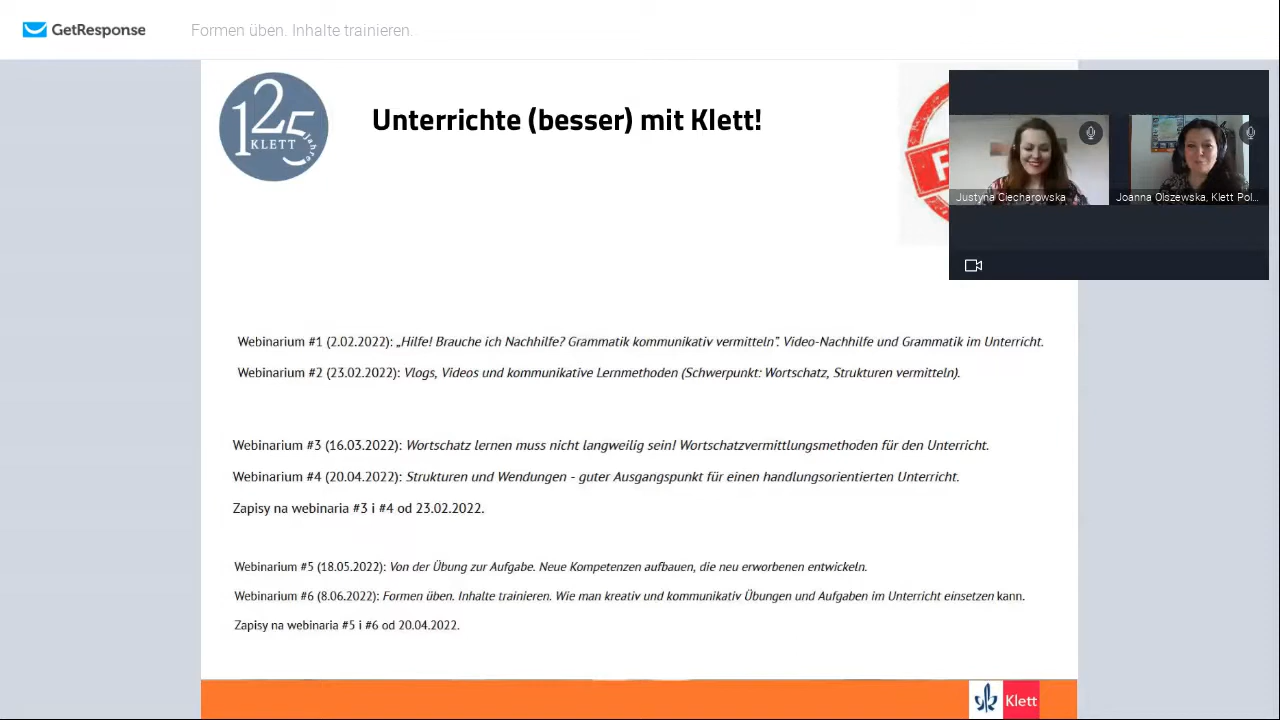 GetResponse
Formen üben. Inhalte trainieren.
125 Jahre
KLETT
Unterrichte (besser) mit Klett!
F
Justyna Ciecharowska
Joanna Olszewska, Klett Pol...
Webinarium #1 (2.02.2022): „Hilfe! Brauche ich Nachhilfe? Grammatik kommunikativ vermitteln”. Video-Nachhilfe und Grammatik im Unterricht.
Webinarium #2 (23.02.2022): Vlogs, Videos und kommunikative Lernmethoden (Schwerpunkt: Wortschatz, Strukturen vermitteln).
Webinarium #3 (16.03.2022): Wortschatz lernen muss nicht langweilig sein! Wortschatzvermittlungsmethoden für den Unterricht.
Webinarium #4 (20.04.2022): Strukturen und Wendungen - guter Ausgangspunkt für einen handlungsorientierten Unterricht.
Zapisy na webinaria #3 i #4 od 23.02.2022.
Webinarium #5 (18.05.2022): Von der Übung zur Aufgabe. Neue Kompetenzen aufbauen, die neu erworbenen entwickeln.
Webinarium #6 (8.06.2022): Formen üben. Inhalte trainieren. Wie man kreativ und kommunikativ Übungen und Aufgaben im Unterricht einsetzen kann.
Zapisy na webinaria #5 i #6 od 20.04.2022.
Klett